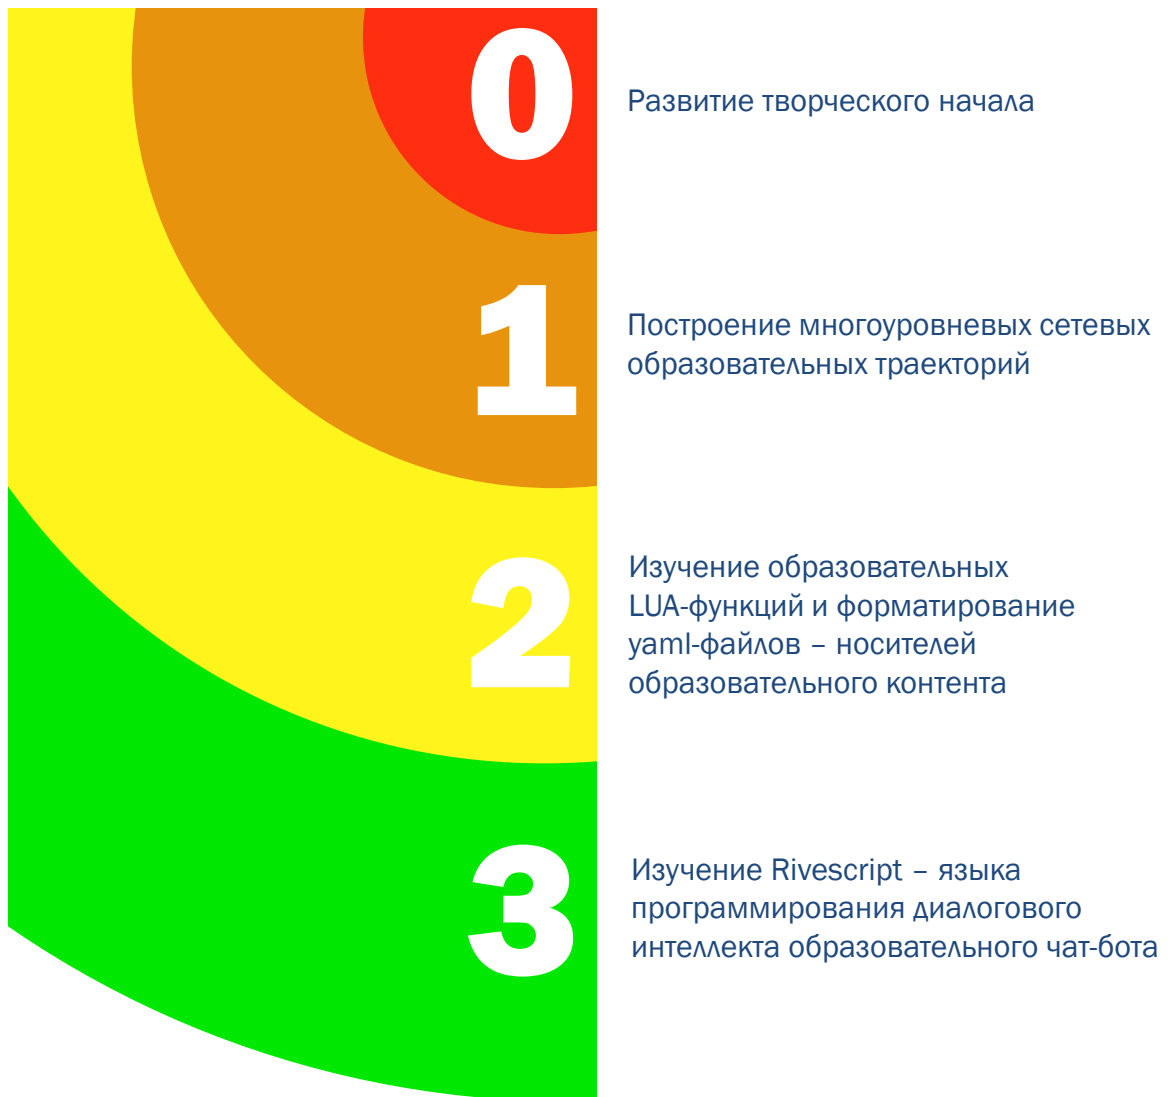 0
Развитие творческого начала
1
Построение многоуровневых сетевых
образовательных траекторий
2
Изучение образовательных
LUA-функций и форматирование
yaml-файлов – носителей
образовательного контента
3
Изучение Rivescript – языка
программирования диалогового
интеллекта образовательного чат-бота